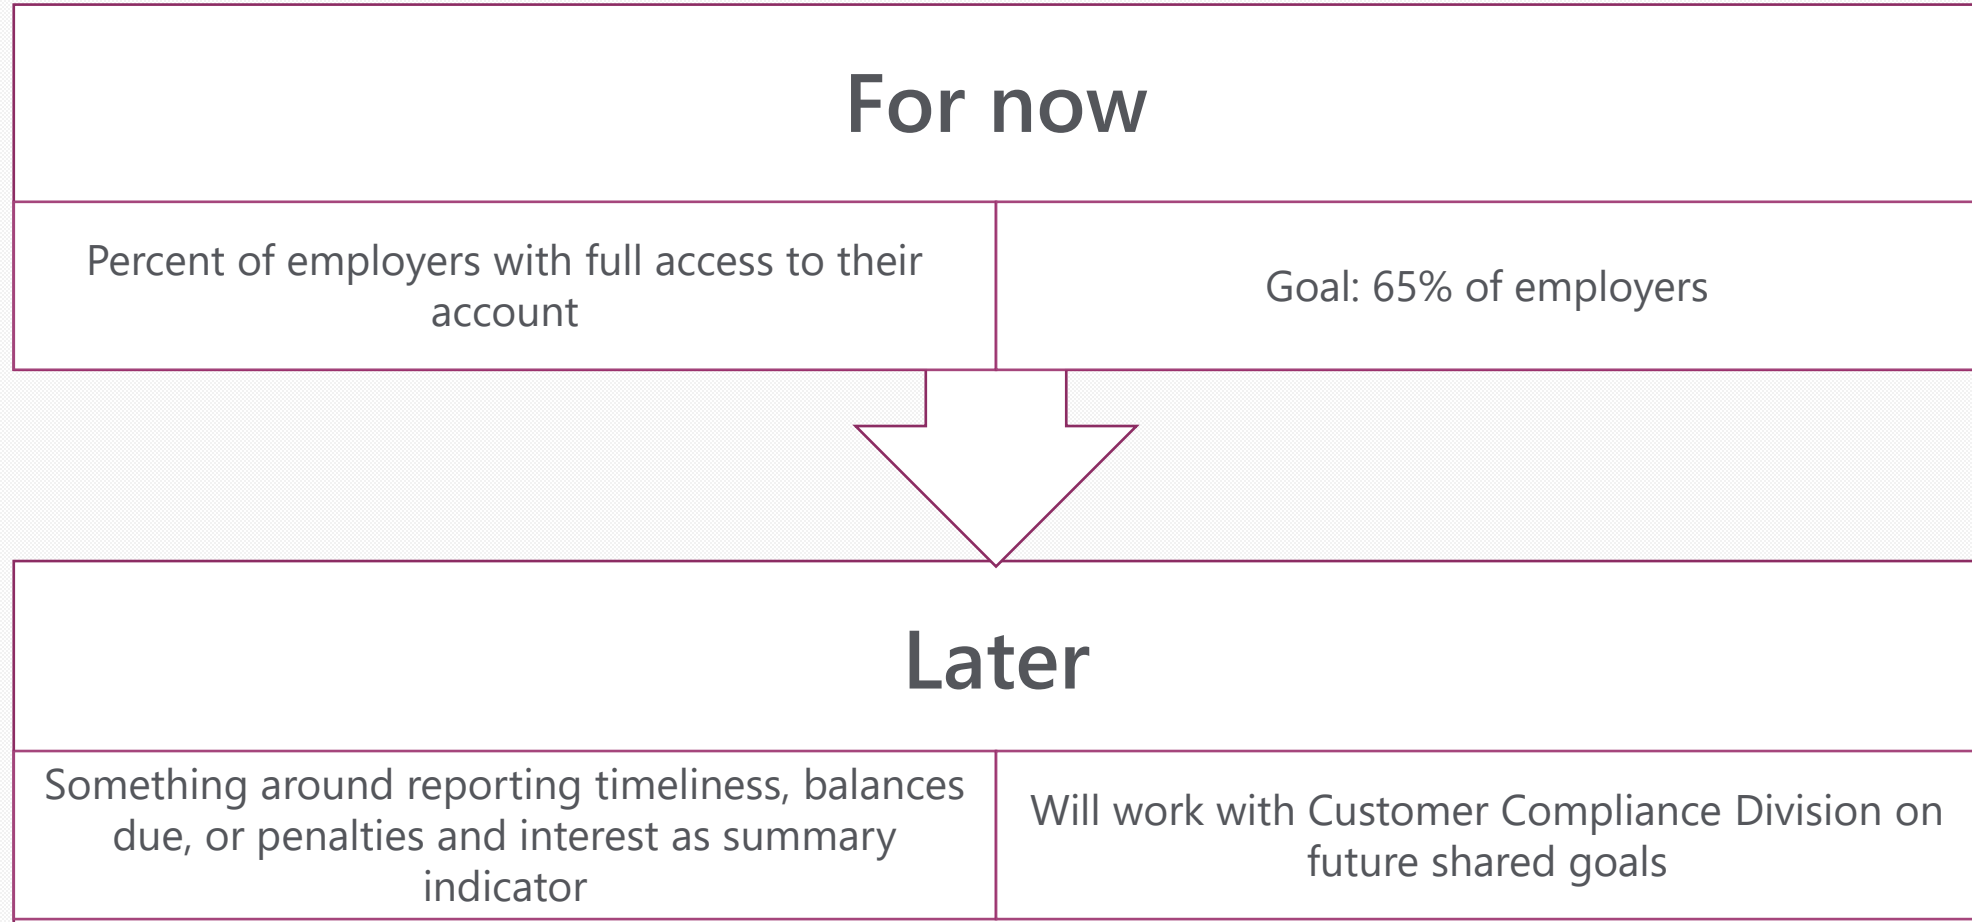 For now
Percent of employers with full access to their
account
Goal: 65% of employers
Later
Something around reporting timeliness, balances
due, or penalties and interest as summary
indicator
Will work with Customer Compliance Division on
future shared goals